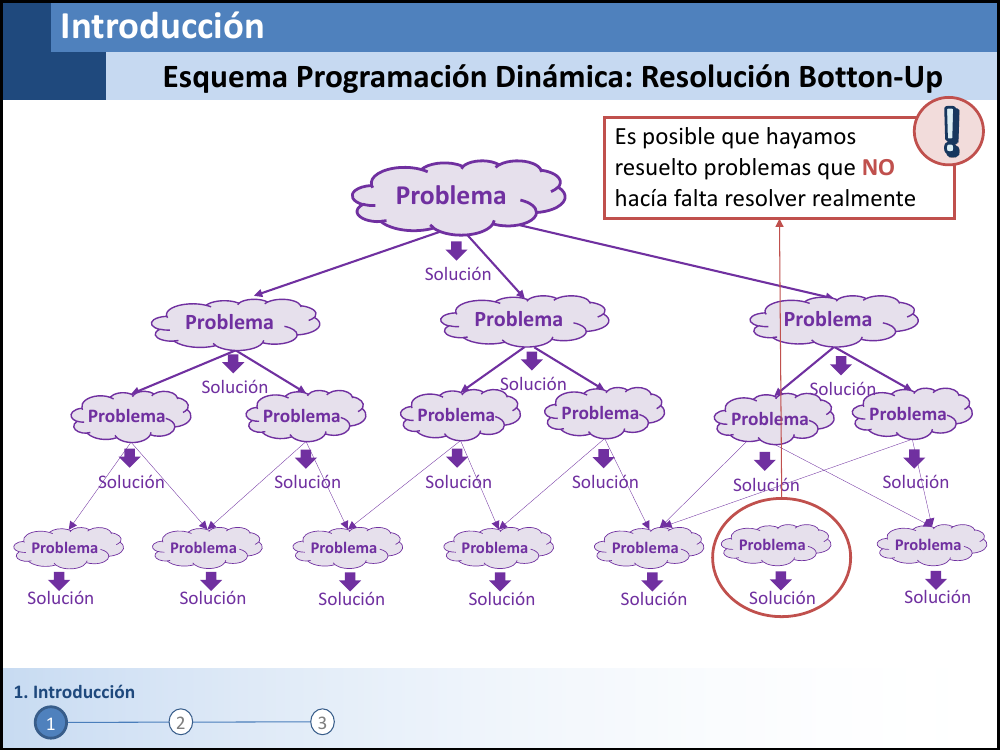 Introducción
Esquema Programación Dinámica: Resolución Botton-Up
Es posible que hayamos
resuelto problemas que NO
hacía falta resolver realmente
Problema
Solución
Problema
Problema
Problema
Solución
Solución
Solución
Problema
Problema
Problema
Problema
Problema
Problema
Solución
Solución
Solución
Solución
Solución
Solución
Problema
Problema
Problema
Problema
Problema
Problema
Problema
Solución
Solución
Solución
Solución
Solución
Solución
Solución
1. Introducción
1
2
3